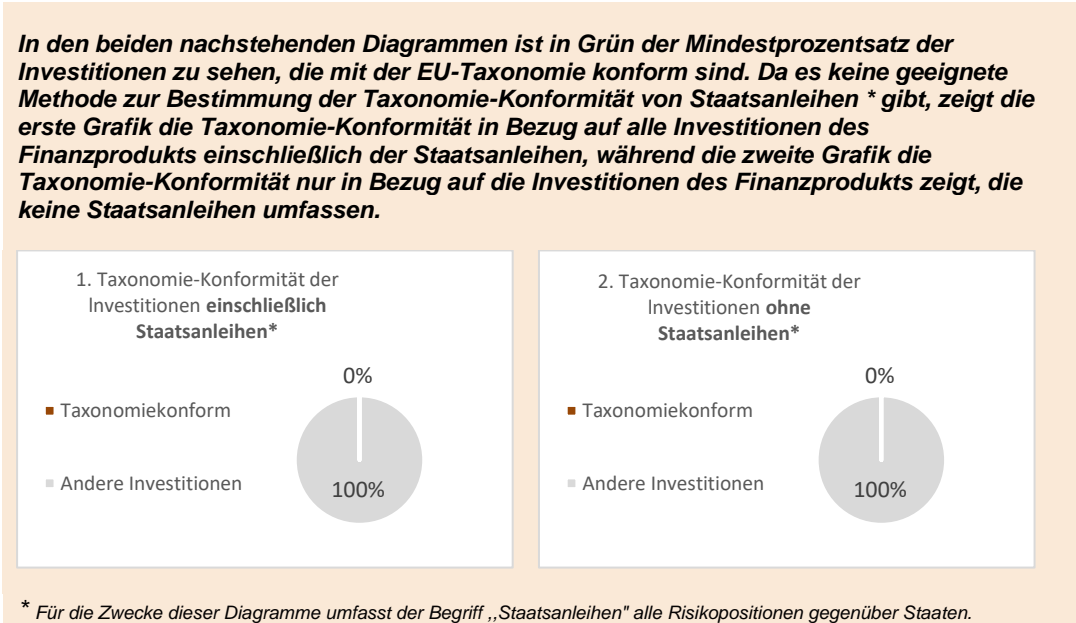 In den beiden nachstehenden Diagrammen ist in Grün der Mindestprozentsatz der
Investitionen zu sehen, die mit der EU-Taxonomie konform sind. Da es keine geeignete
Methode zur Bestimmung der Taxonomie-Konformität von Staatsanleihen * gibt, zeigt die
erste Grafik die Taxonomie-Konformität in Bezug auf alle Investitionen des
Finanzprodukts einschließlich der Staatsanleihen, während die zweite Grafik die
Taxonomie-Konformität nur in Bezug auf die Investitionen des Finanzprodukts zeigt, die
keine Staatsanleihen umfassen.
1. Taxonomie-Konformität der
Investitionen einschließlich
Staatsanleihen*
0%
Taxonomiekonform
Andere Investitionen
100%
2. Taxonomie-Konformität der
Investitionen ohne
Staatsanleihen*
0%
Taxonomiekonform
Andere Investitionen
100%
* Für die Zwecke dieser Diagramme umfasst der Begriff ,,Staatsanleihen" alle Risikopositionen gegenüber Staaten.